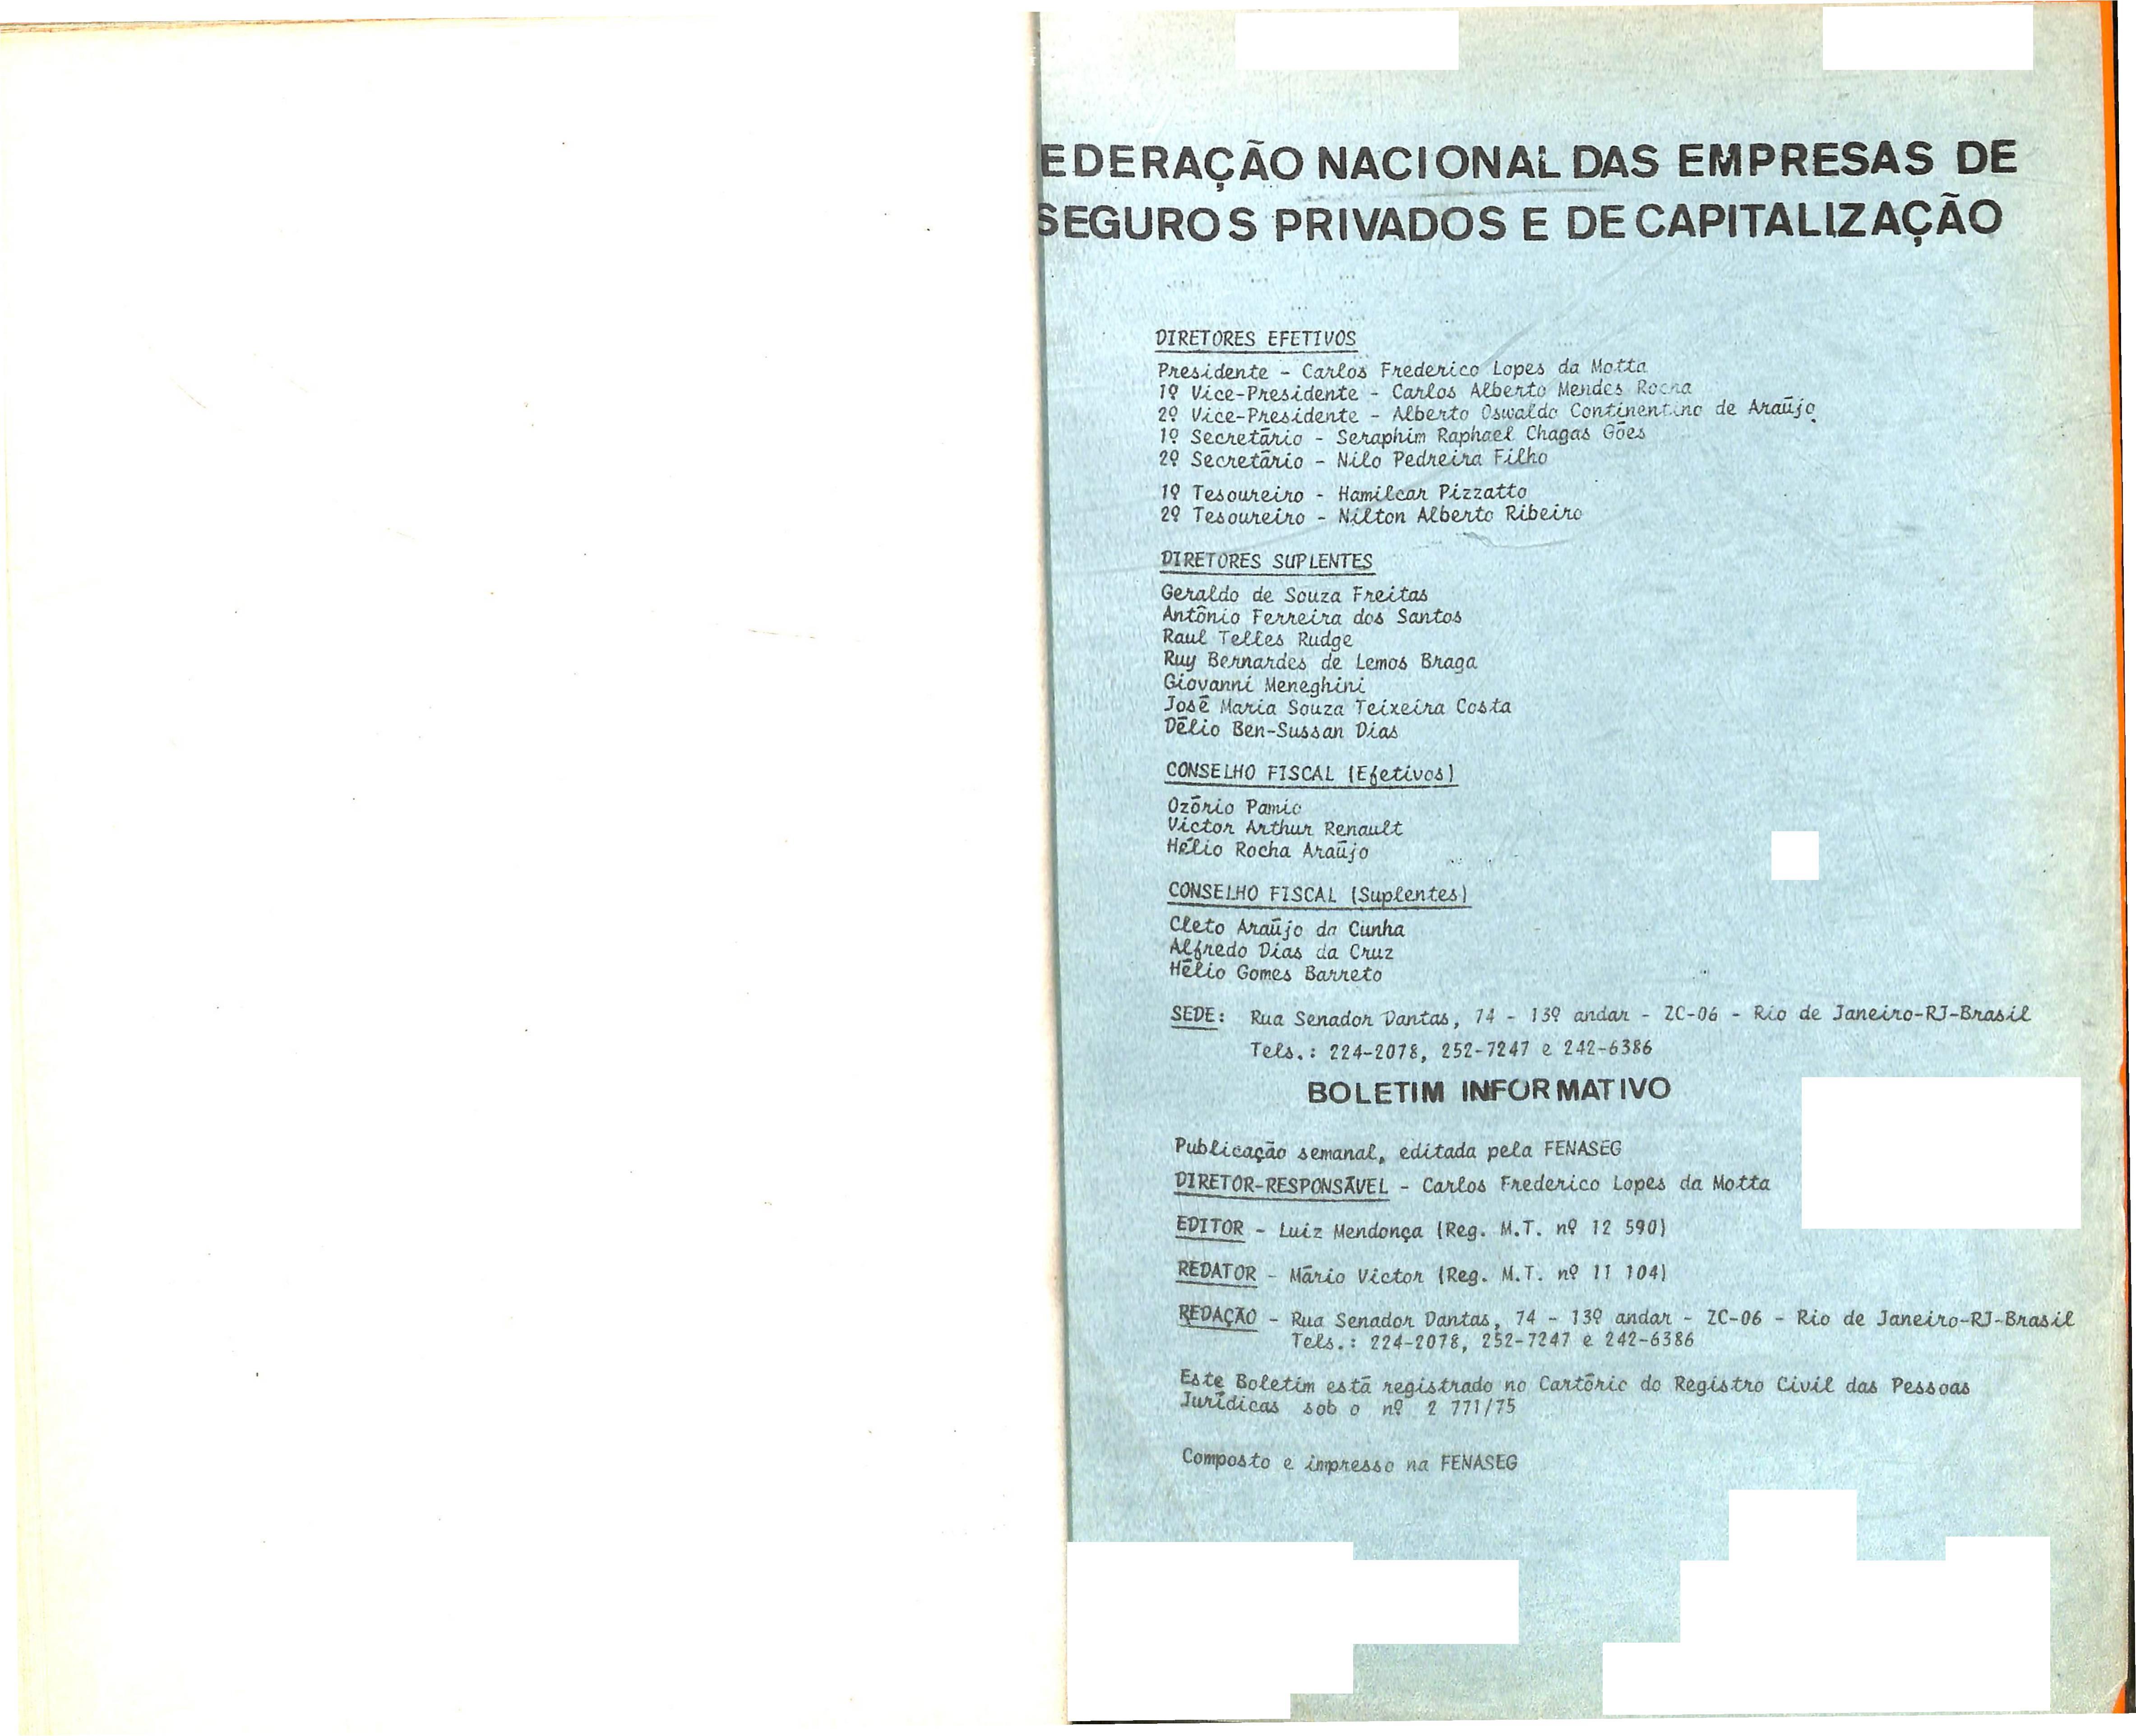 EDERAÇÃO NACIONAL DAS EMPRESAS DE
SEGUROS PRIVADOS E DE CAPITALIZAÇÃO
DIRETORES EFETIVOS
Presidente - Carlos Frederico Lopes da Motta
1º Vice-Presidente - Carlos Alberto Mendes Rocha
2º Vice-Presidente - Alberto Oswaldo Continentino de Araújo
1º Secretário - Seraphim Raphael Chagas Góes
2º Secretário - Nilo Pedreira Filho
1º Tesoureiro - Hamilcar Pizzatto
2º Tesoureiro - Nilton Alberto Ribeiro
DIRETORES SUPLENTES
Geraldo de Souza Freitas
Antônio Ferreira dos Santos
Raul Telles Rudge
Ruy Bernardes de Lemos Braga
Giovanni Meneghini
José Maria Souza Teixeira Costa
Délio Ben-Sussan Dias
CONSELHO FISCAL (Efetivos)
Ozório Pamio
Victor Arthur Renault
Hélio Rocha Araújo
CONSELHO FISCAL (Suplentes)
Cleto Araújo da Cunha
Alfredo Dias da Cruz
Hélio Gomes Barreto
SEDE: Rua Senador Dantas, 74 - 13º andar - ZC-06 - Rio de Janeiro-RJ-Brasil
Tels.: 224-2078, 252-7247 e 242-6386
BOLETIM INFORMATIVO
Publicação semanal, editada pela FENASEG
DIRETOR-RESPONSÁVEL - Carlos Frederico Lopes da Motta
EDITOR - Luiz Mendonça (Reg. M.T. nº 12 590)
REDATOR - Mário Victor (Reg. M.T. nº 11 104)
REDAÇÃO - Rua Senador Dantas, 74 - 13º andar - ZC-06 - Rio de Janeiro-RJ-Brasil
Tels.: 224-2078, 252-7247 e 242-6386
Este Boletim está registrado no Cartório do Registro Civil das Pessoas
Jurídicas sob o nº 2 771/75
Composto e impresso na FENASEG